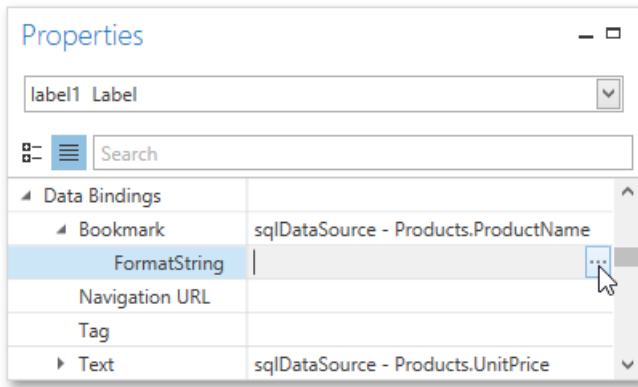 Properties
label1 Label
Search
Data Bindings
Bookmark sqlDataSource - Products.ProductName
FormatString
Navigation URL
Tag
Text sqlDataSource - Products.UnitPrice